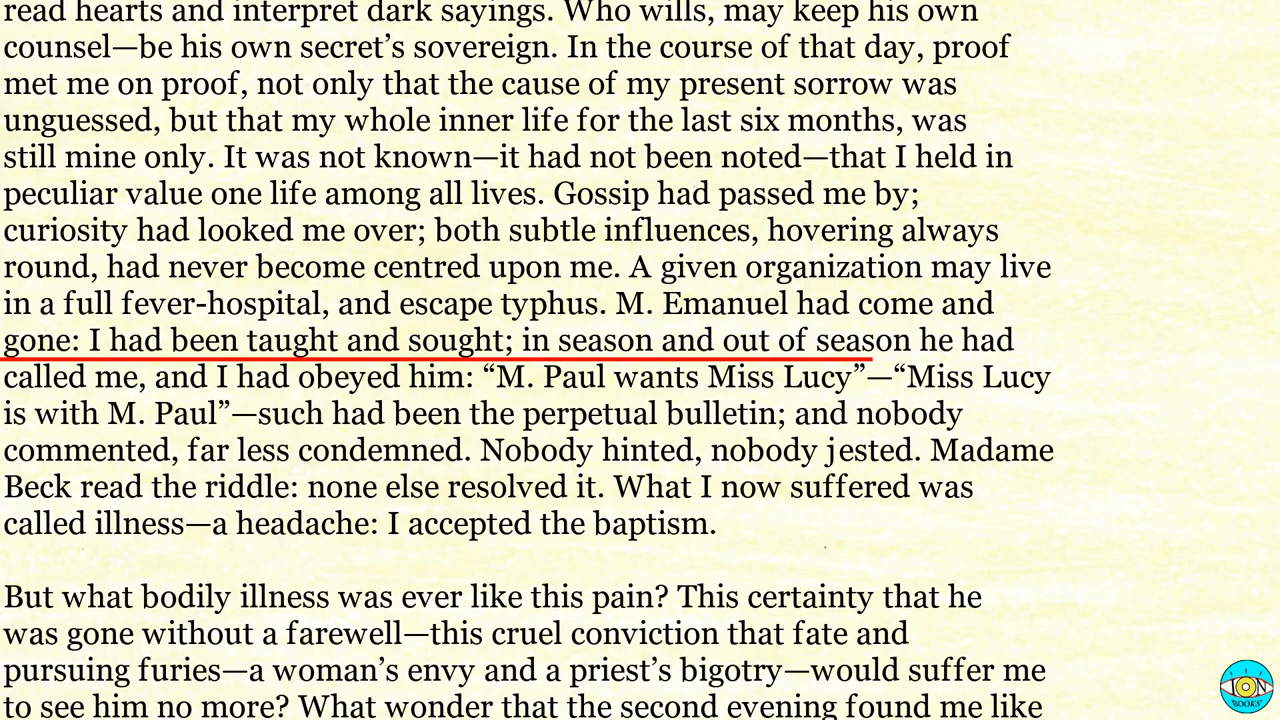 read hearts and interpret dark sayings. Who wills, may keep his own
counsel—be his own secret’s sovereign. In the course of that day, proof
met me on proof, not only that the cause of my present sorrow was
unguessed, but that my whole inner life for the last six months, was
still mine only. It was not known—it had not been noted—that I held in
peculiar value one life among all lives. Gossip had passed me by;
curiosity had looked me over; both subtle influences, hovering always
round, had never become centred upon me. A given organization may live
in a full fever-hospital, and escape typhus. M. Emanuel had come and
gone: I had been taught and sought; in season and out of season he had
called me, and I had obeyed him: “M. Paul wants Miss Lucy”—“Miss Lucy
is with M. Paul”—such had been the perpetual bulletin; and nobody
commented, far less condemned. Nobody hinted, nobody jested. Madame
Beck read the riddle: none else resolved it. What I now suffered was
called illness—a headache: I accepted the baptism.
But what bodily illness was ever like this pain? This certainty that he
was gone without a farewell—this cruel conviction that fate and
pursuing furies—a woman’s envy and a priest’s bigotry—would suffer me
to see him no more? What wonder that the second evening found me like
ION
BOOKS